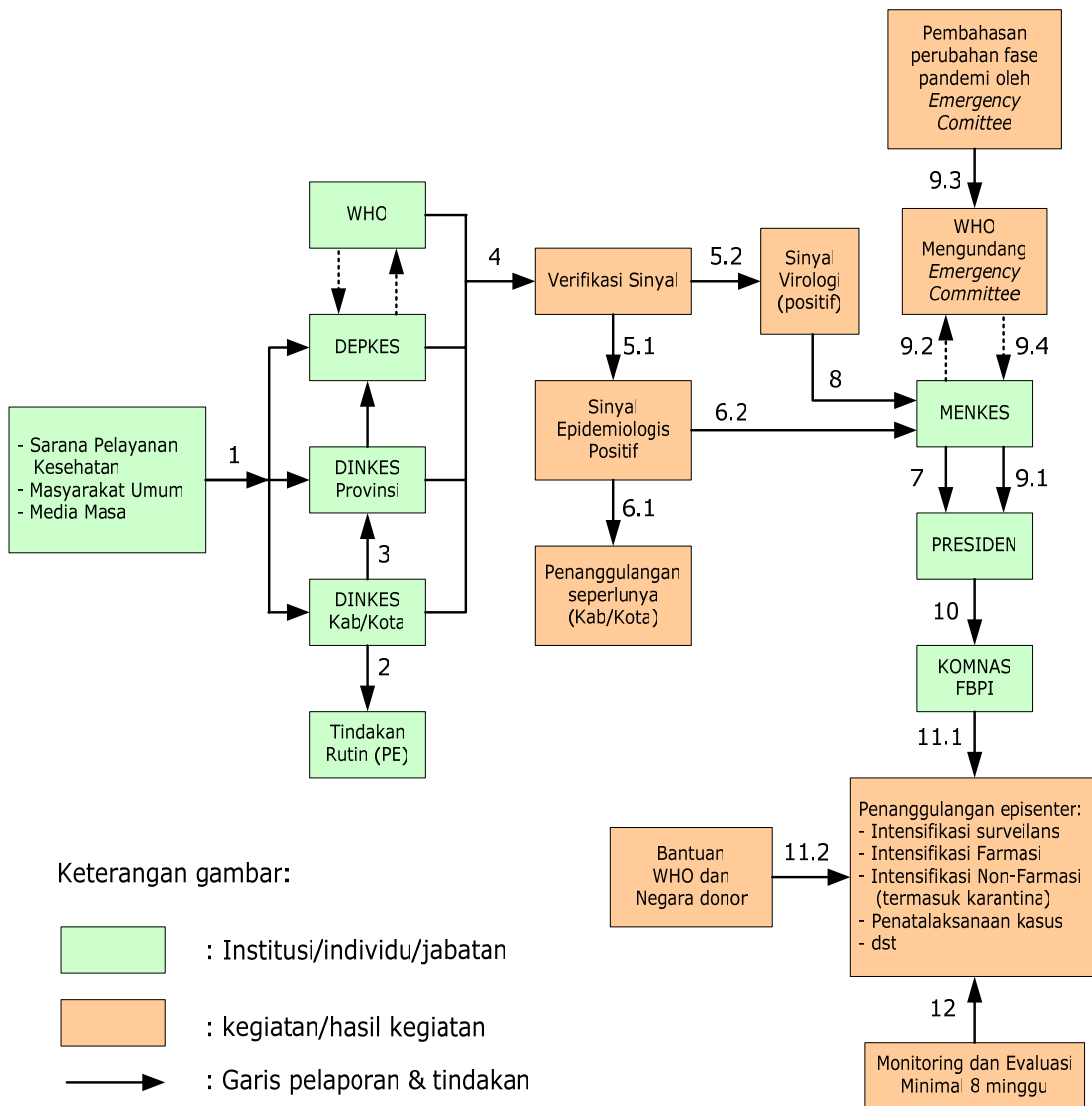 Pembahasan
perubahan fase
pandemi oleh
Emergency
Comittee
9.3
WHO
Mengundang
Emergency
Committee
9.2
9.4
WHO
4
Verifikasi Sinyal
5.2
Sinyal
Virologi
(positif)
DEPKES
5.1
8
MENKES
- Sarana Pelayanan
Kesehatan
- Masyarakat Umum
- Media Masa
1
DINKES
Provinsi
Sinyal
Epidemiologis
Positif
6.2
7
9.1
3
6.1
PRESIDEN
DINKES
Kab/Kota
Penanggulangan
seperlunya
(Kab/Kota)
10
2
KOMNAS
FBPI
Tindakan
Rutin (PE)
11.1
Penanggulangan episenter:
- Intensifikasi surveilans
- Intensifikasi Farmasi
- Intensifikasi Non-Farmasi
(termasuk karantina)
- Penatalaksanaan kasus
- dst
Bantuan
WHO dan
Negara donor
11.2
12
Monitoring dan Evaluasi
Minimal 8 minggu
Keterangan gambar:
: Institusi/individu/jabatan
: kegiatan/hasil kegiatan
: Garis pelaporan & tindakan